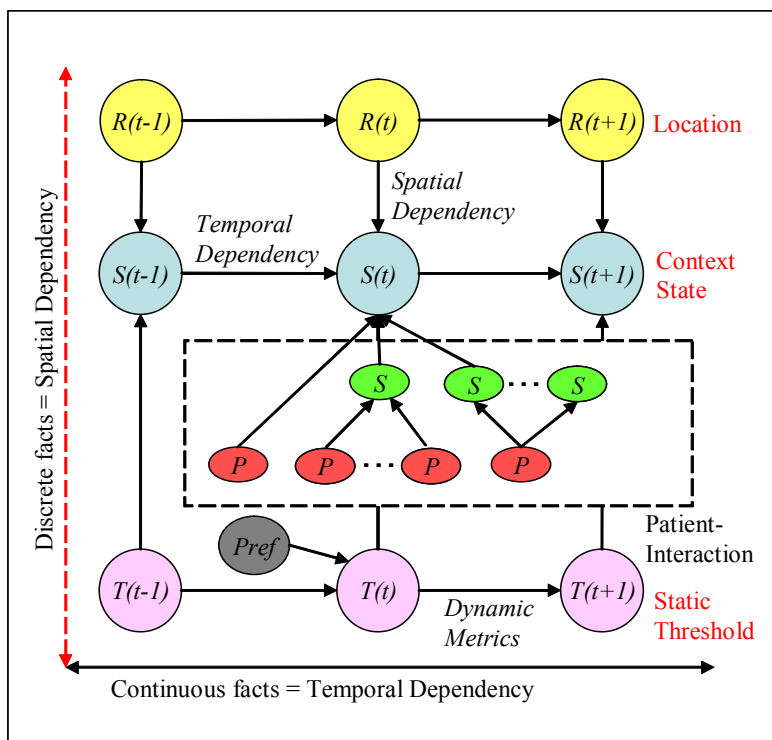 R(t-1)
R(t)
R(t+1)
Location
Spatial
Dependency
Temporal
Dependency
S(t-1)
S(t)
S(t+1)
Context
State
S
S
S
P
P
P
P
Patient-
Interaction
Pref
T(t-1)
T(t)
T(t+1)
Static
Threshold
Dynamic
Metrics
Discrete facts = Spatial Dependency
Continuous facts = Temporal Dependency